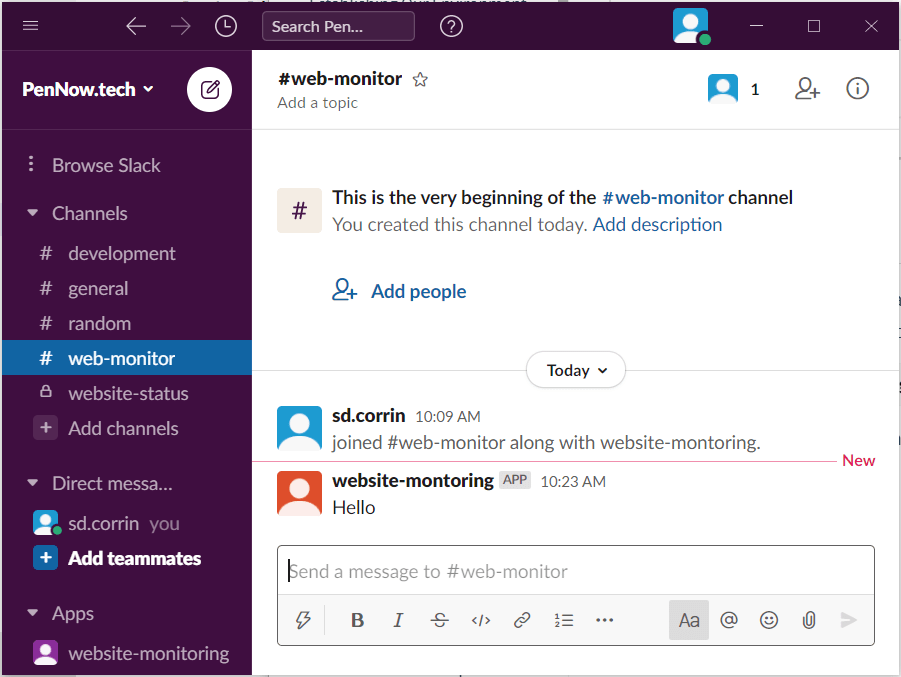 Search Pen...
PenNow.tech
#web-monitor
Add a topic
1
Browse Slack
Channels
# development
# general
# random
# web-monitor
website-status
+ Add channels
Direct messa...
sd.corrin you
+ Add teammates
Apps
website-monitoring
#
This is the very beginning of the #web-monitor channel
You created this channel today. Add description
Add people
Today
sd.corrin 10:09 AM
joined #web-monitor along with website-montoring.
New
website-montoring APP 10:23 AM
Hello
Send a message to #web-monitor
B I S </> Aa @